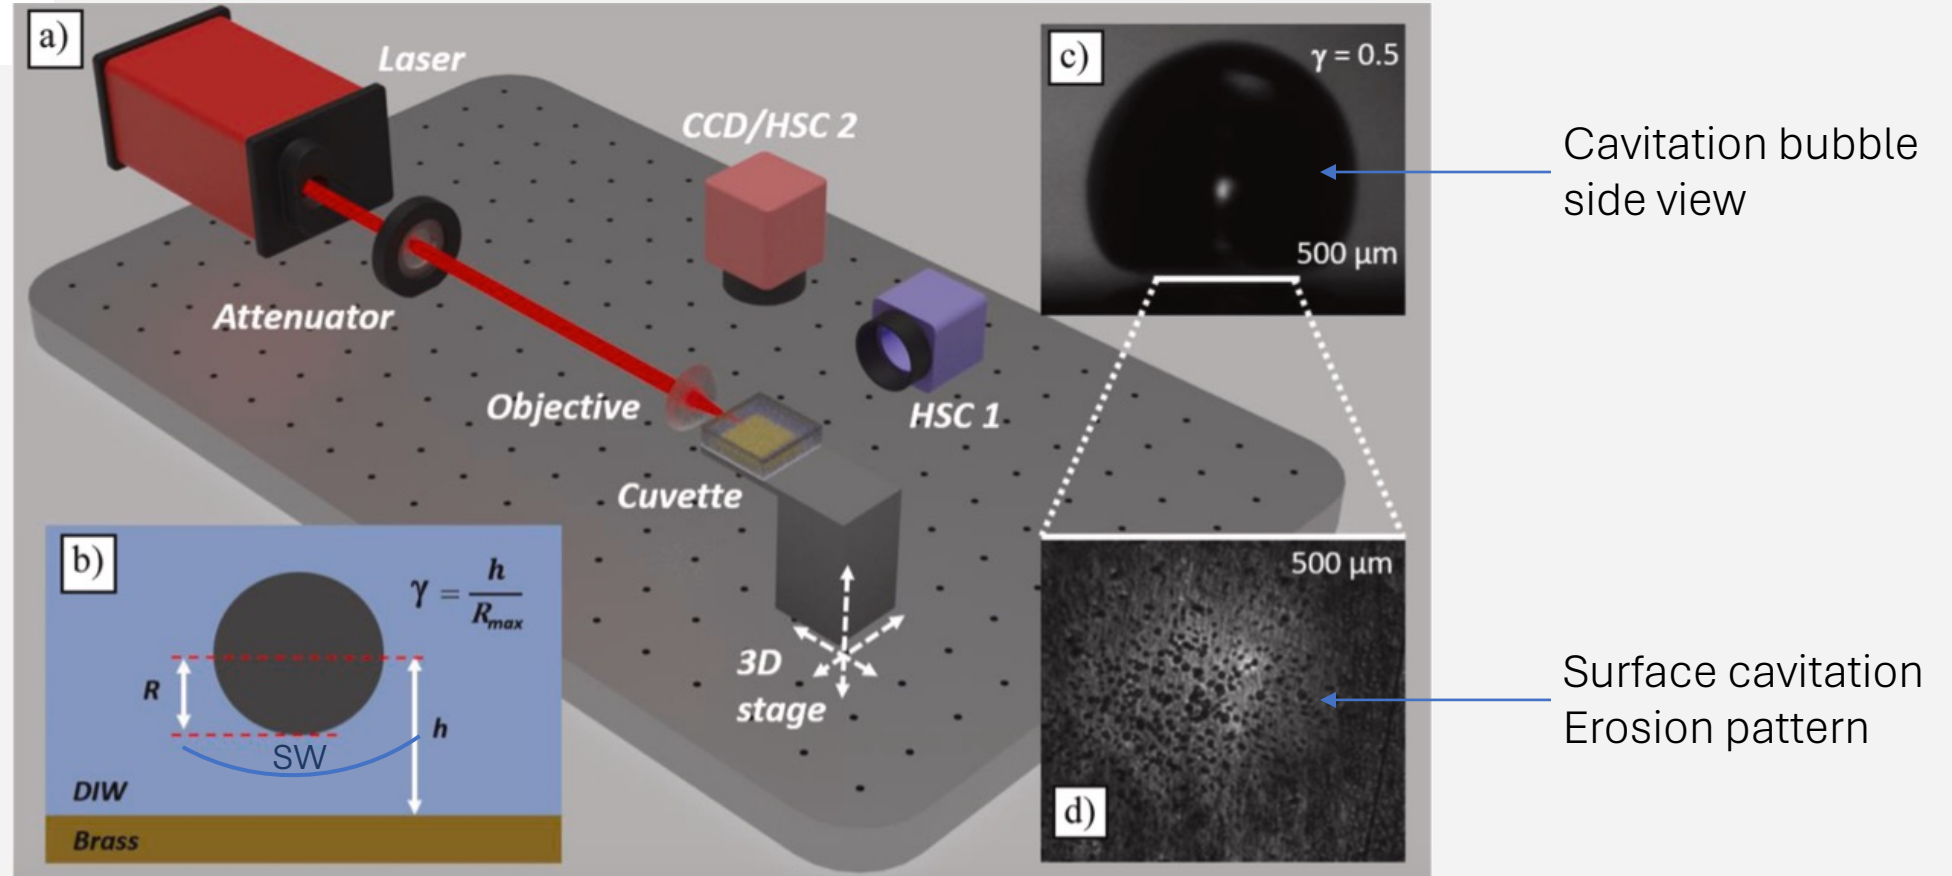 a)
Laser
CCD/HSC 2
Attenuator
Objective
HSC 1
Cuvette
3D
stage
b)
γ = h / R_max
R
h
SW
DIW
Brass
c)
γ = 0.5
500 μm
500 μm
d)
Cavitation bubble
side view
Surface cavitation
Erosion pattern